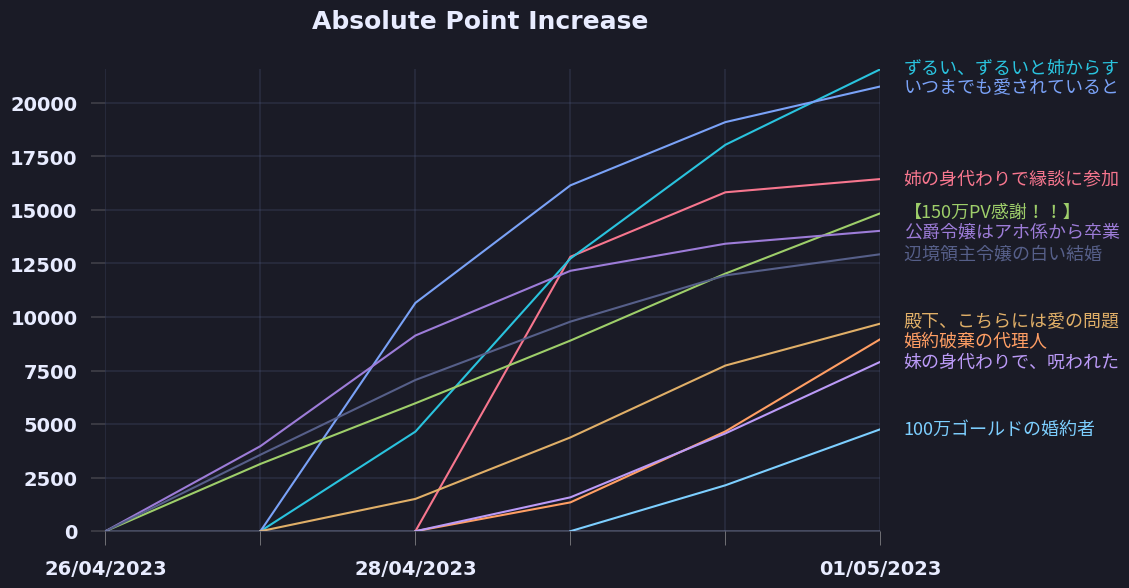 Absolute Point Increase
ずるい、ずるいと姉からす
いつまでも愛されていると
20000
17500
姉の身代わりで縁談に参加
15000
【150万PV感謝！！】
公爵令嬢はアホ係から卒業
辺境領主令嬢の白い結婚
12500
10000
殿下、こちらには愛の問題
婚約破棄の代理人
7500
妹の身代わりで、呪われた
5000
100万ゴールドの婚約者
2500
0
26/04/2023
28/04/2023
01/05/2023